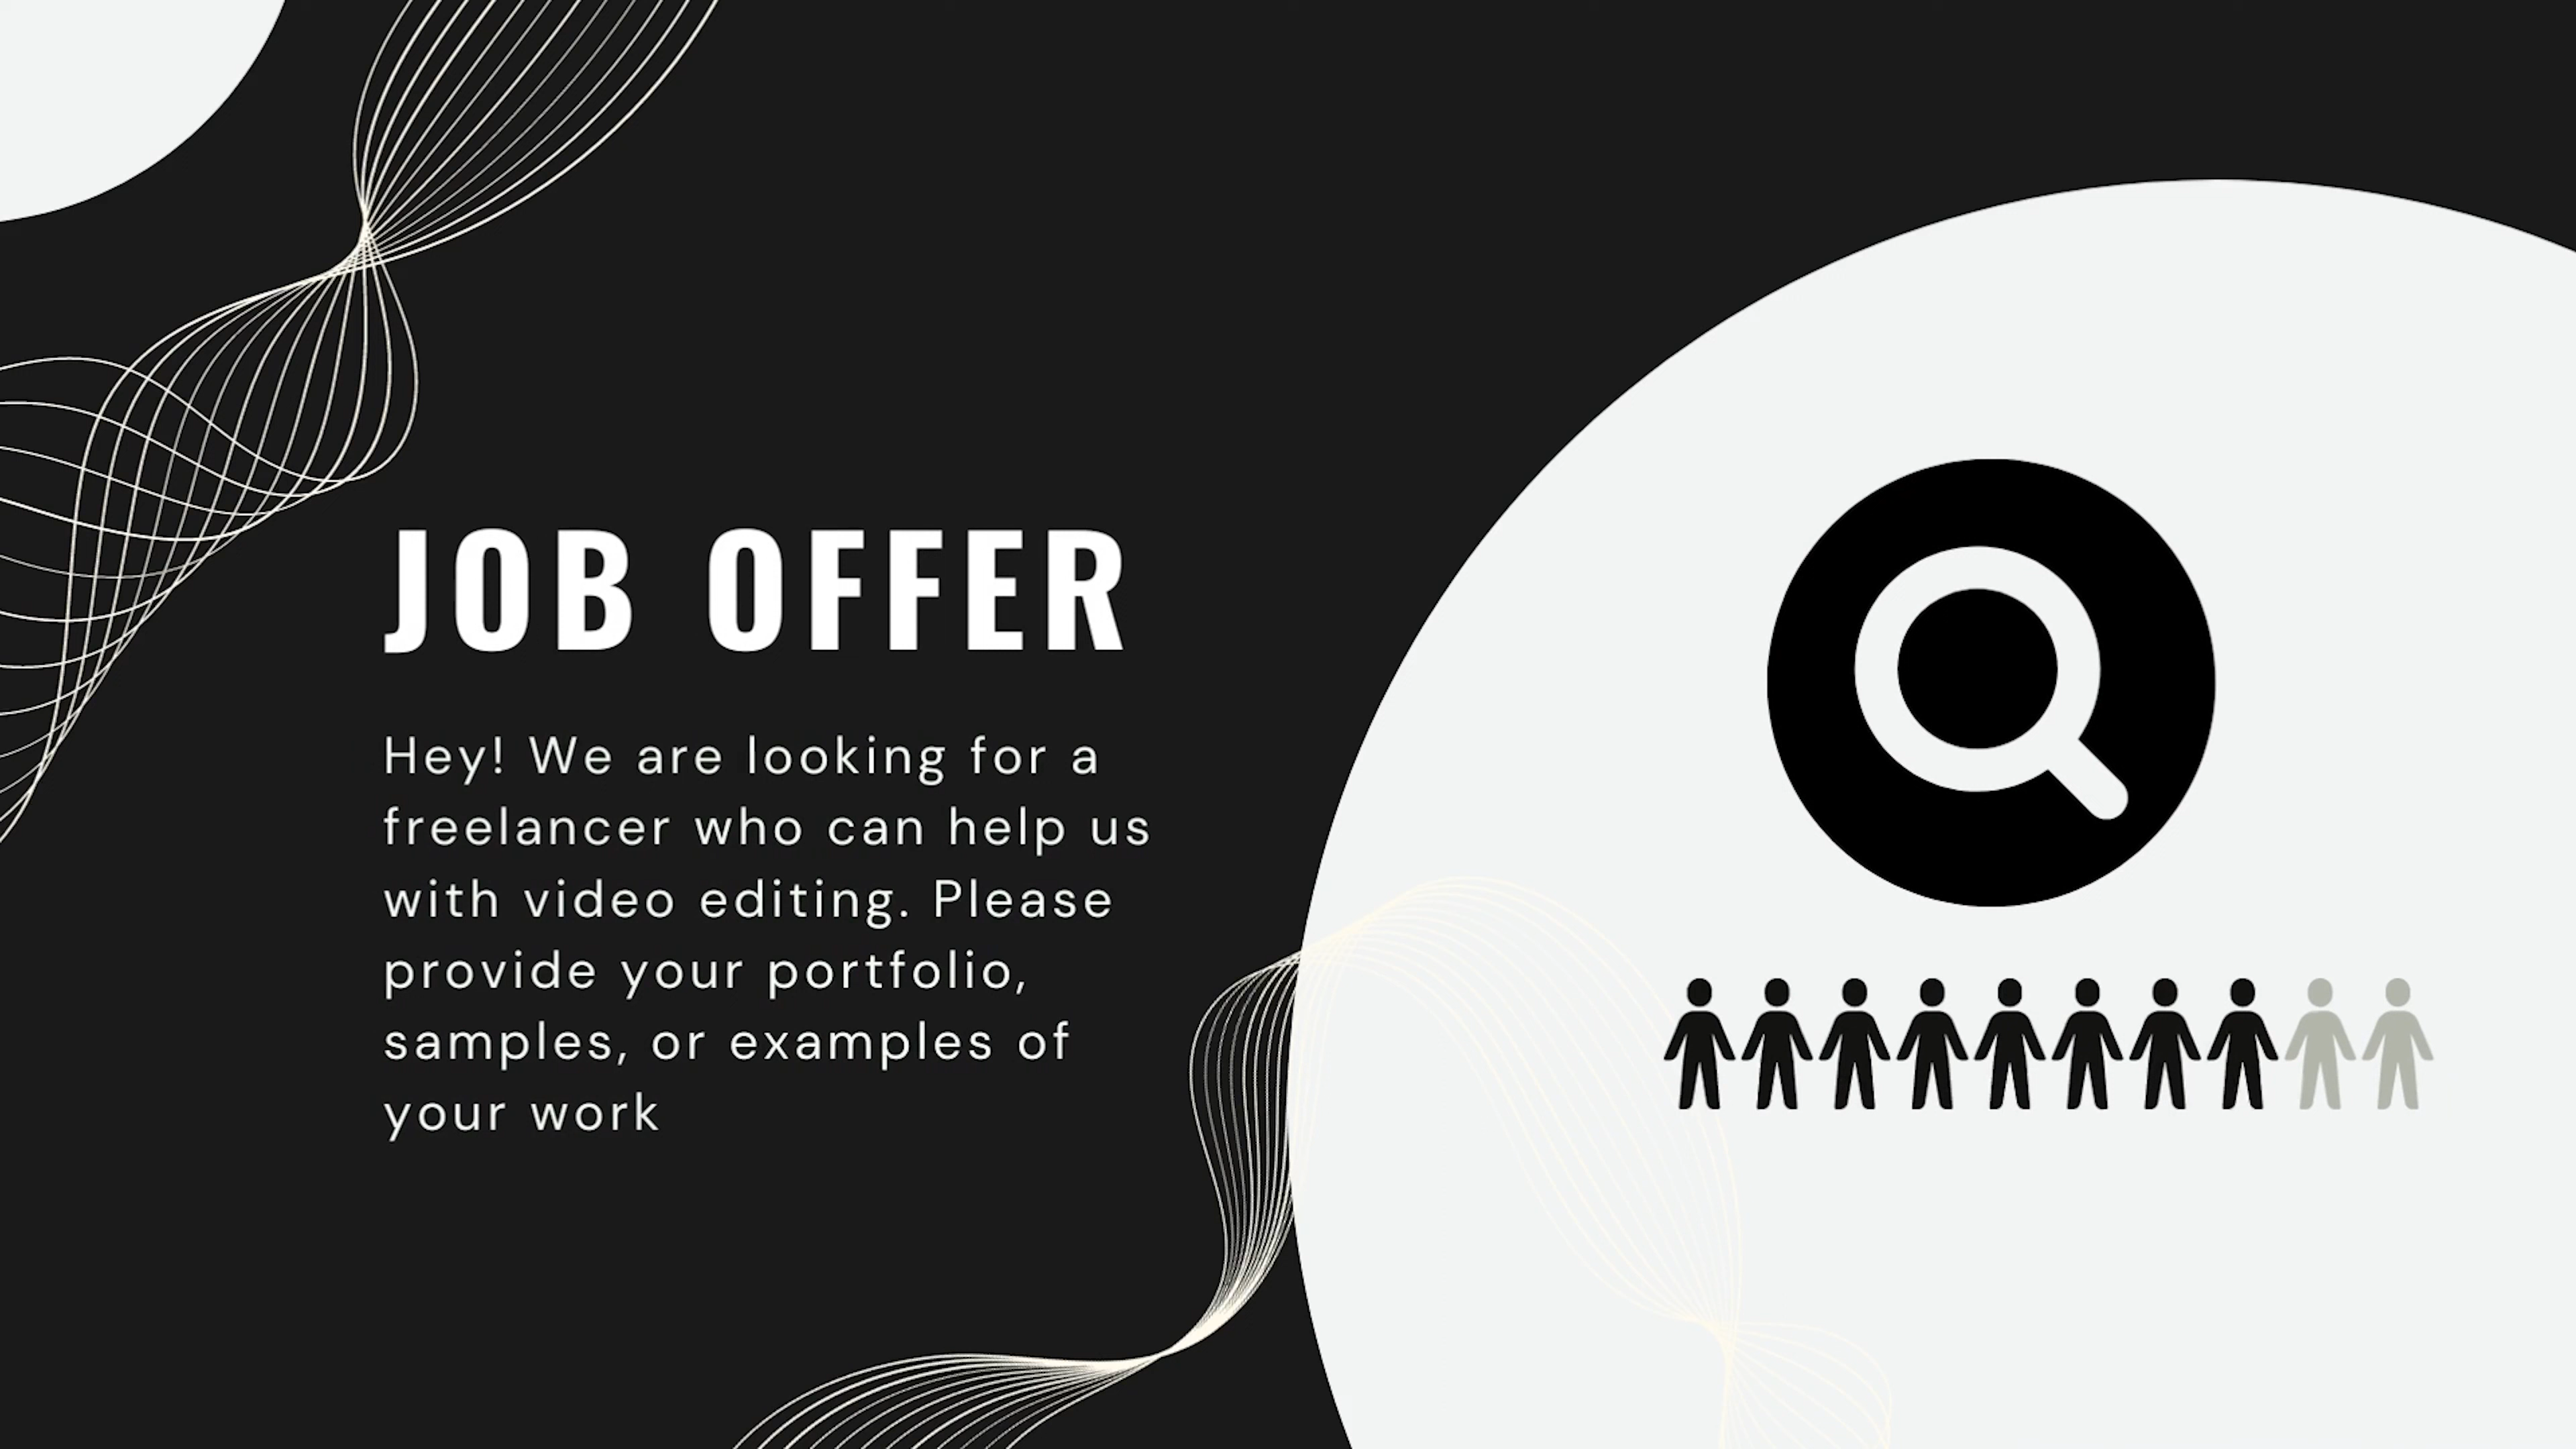 JOB OFFER
Hey! We are looking for a
freelancer who can help us
with video editing. Please
provide your portfolio,
samples, or examples of
your work